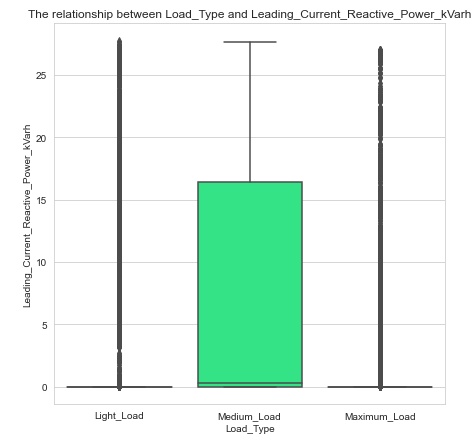 The relationship between Load_Type and Leading_Current_Reactive_Power_kVarh
Leading_Current_Reactive_Power_kVarh
25
20
15
10
5
0
Light_Load
Medium_Load
Maximum_Load
Load_Type